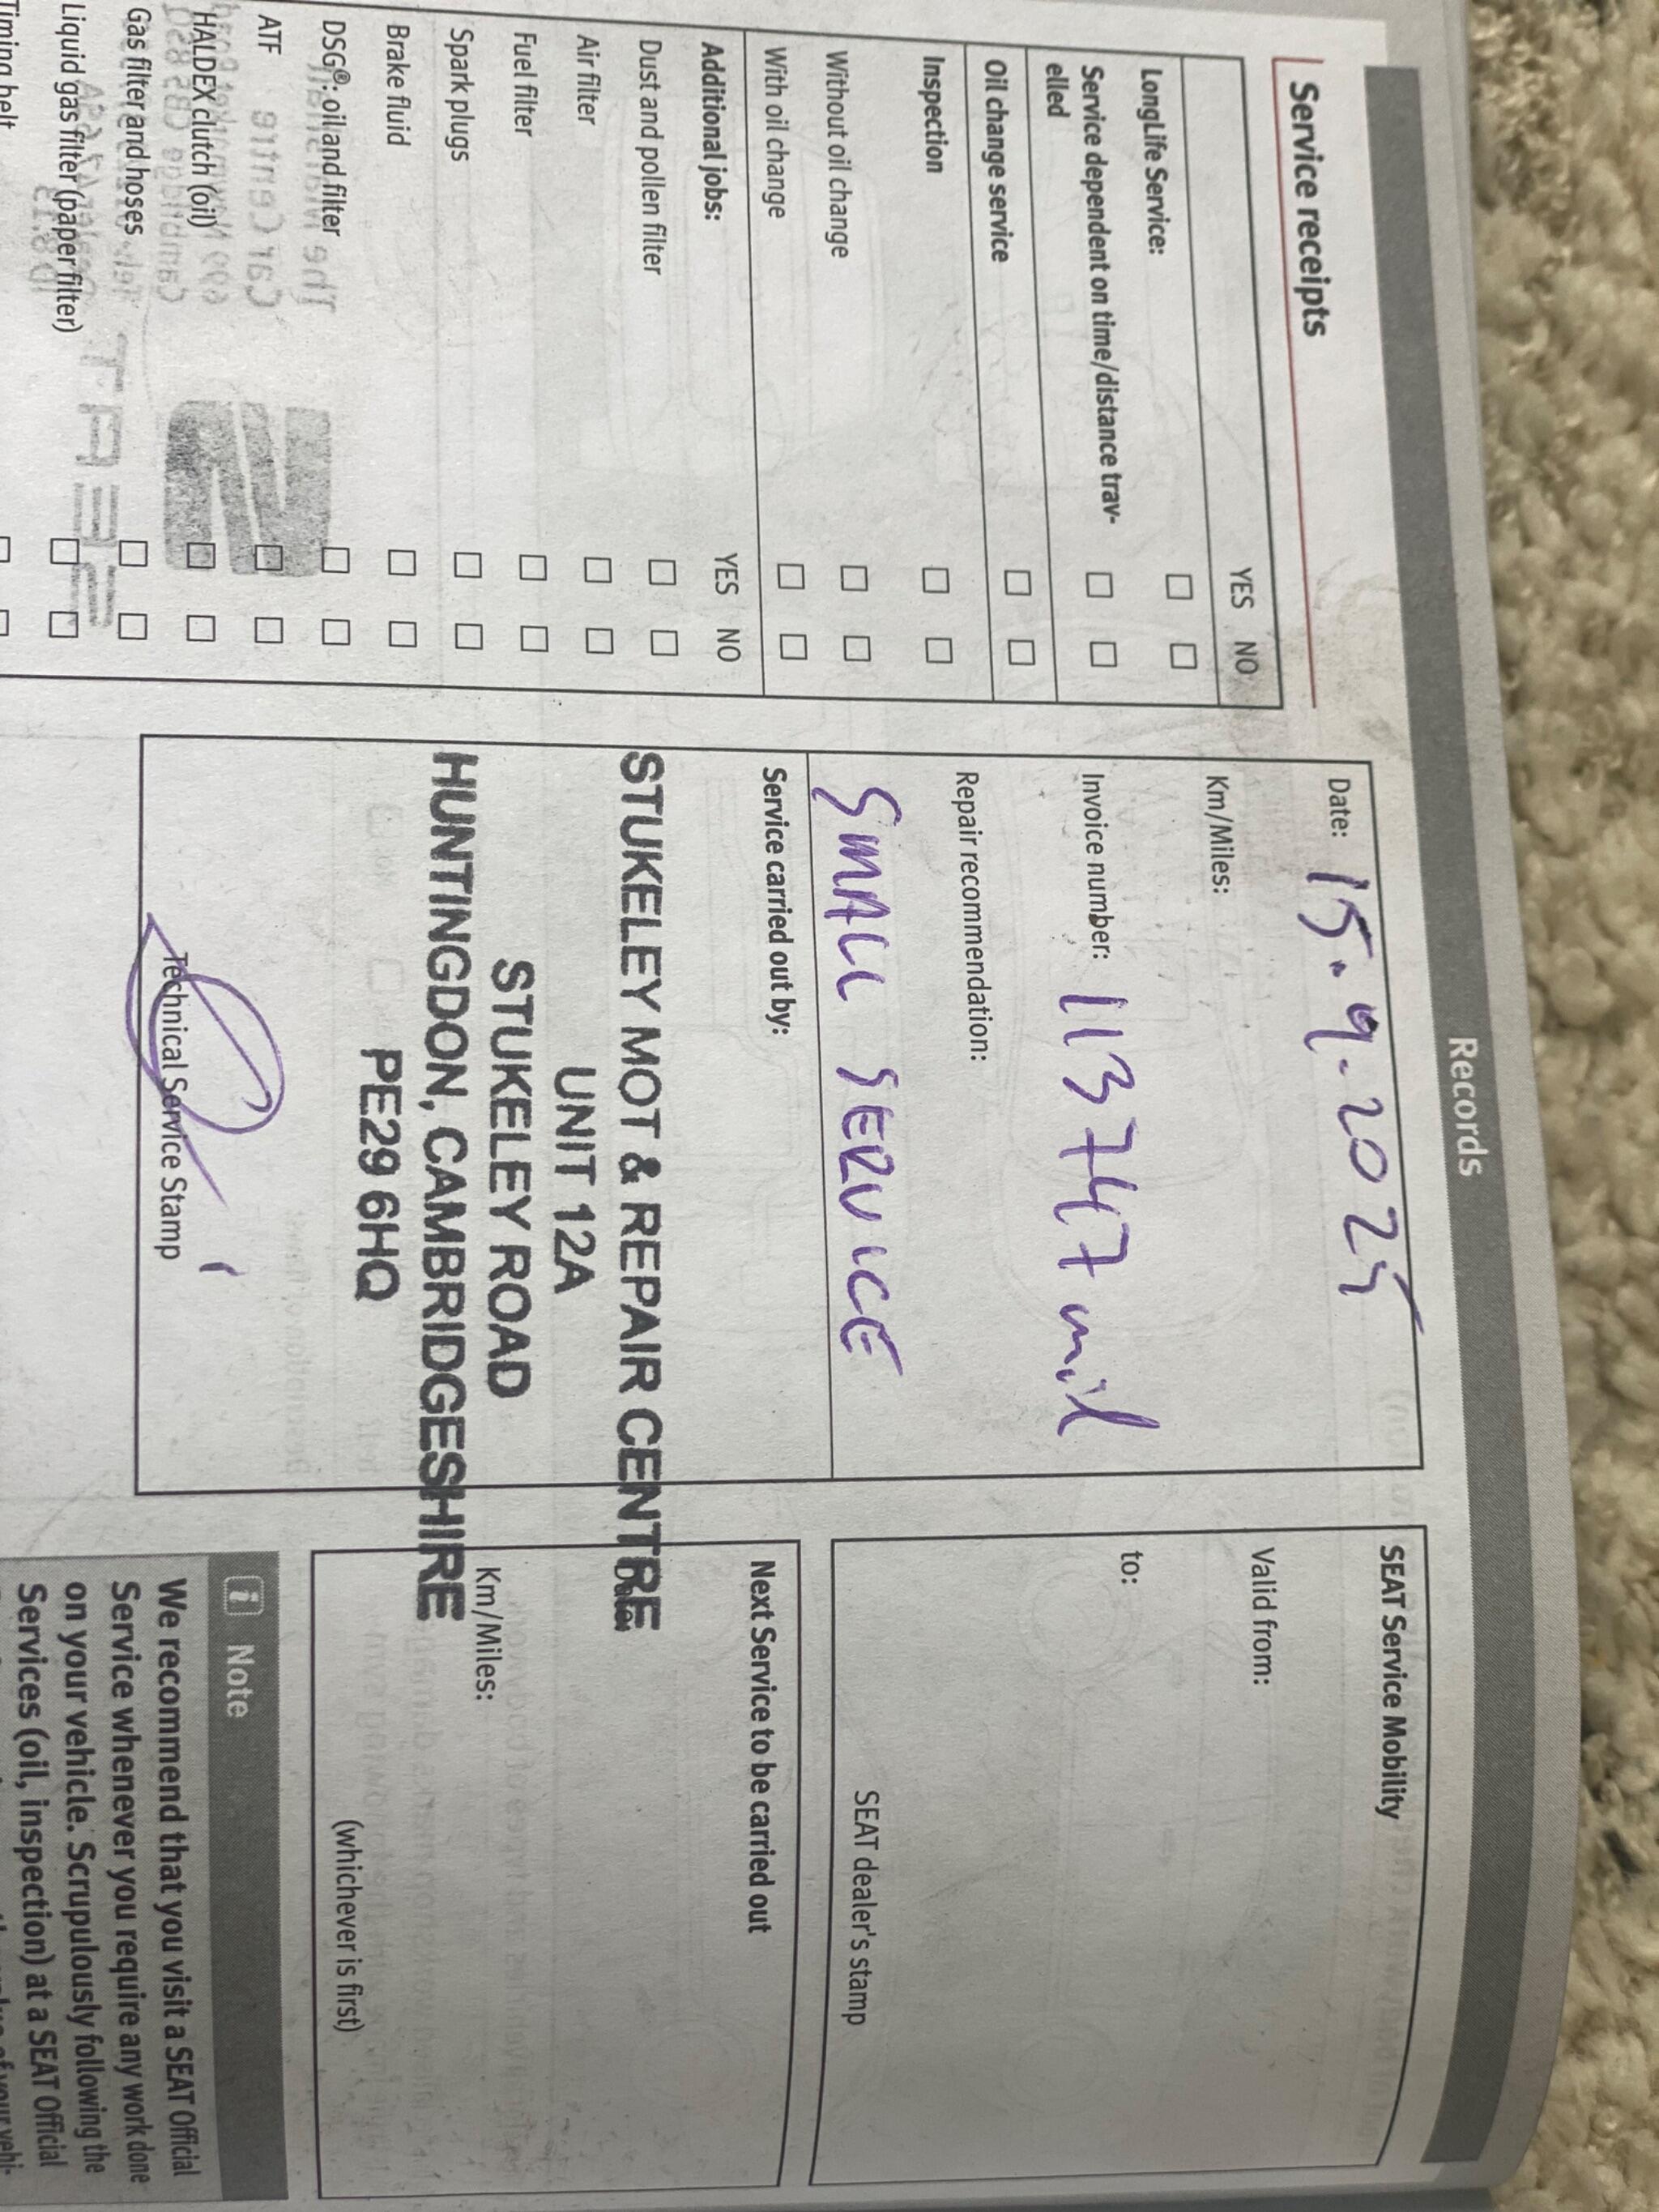 Records
Service receipts
YES NO
LongLife Service:
Service dependent on time/distance trav-
elled
Oil change service
Inspection
Without oil change
With oil change
Additional jobs: YES NO
Dust and pollen filter
Air filter
Fuel filter
Spark plugs
Brake fluid
DSG®: oil and filter
ATF
HALDEX clutch (oil)
Gas filter and hoses
Liquid gas filter (paper filter)
Timing belt
Date: 15.9.2025
Km/Miles:
Invoice number: 113747 mil
Repair recommendation:
SMALL SERVICE
Service carried out by:
STUKELEY MOT & REPAIR CENTRE
UNIT 12A
STUKELEY ROAD
HUNTINGDON, CAMBRIDGESHIRE
PE29 6HQ
Technical Service Stamp
SEAT Service Mobility
Valid from:
to:
SEAT dealer's stamp
Next Service to be carried out
Date:
Km/Miles:
(whichever is first)
i Note
We recommend that you visit a SEAT Official
Service whenever you require any work done
on your vehicle. Scrupulously following the
Services (oil, inspection) at a SEAT Official